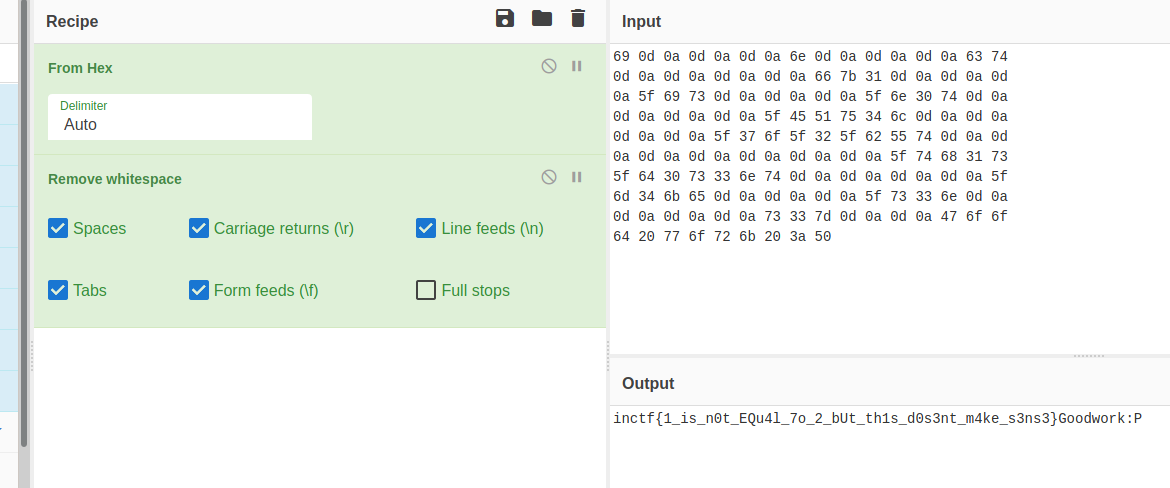 Recipe
From Hex
Delimiter
Auto
Remove whitespace
Spaces
Carriage returns (\r)
Line feeds (\n)
Tabs
Form feeds (\f)
Full stops
Input
69 0d 0a 0d 0a 0d 0a 6e 0d 0a 0d 0a 0d 0a 63 74
0d 0a 0d 0a 0d 0a 0d 0a 66 7b 31 0d 0a 0d 0a 0d
0a 5f 69 73 0d 0a 0d 0a 0d 0a 5f 6e 30 74 0d 0a
0d 0a 0d 0a 0d 0a 5f 45 51 75 34 6c 0d 0a 0d 0a
0d 0a 0d 0a 5f 37 6f 5f 32 5f 62 55 74 0d 0a 0d
0a 0d 0a 0d 0a 0d 0a 0d 0a 0d 0a 5f 74 68 31 73
5f 64 30 73 33 6e 74 0d 0a 0d 0a 0d 0a 0d 0a 5f
6d 34 6b 65 0d 0a 0d 0a 0d 0a 5f 73 33 6e 0d 0a
0d 0a 0d 0a 0d 0a 73 33 7d 0d 0a 0d 0a 47 6f 6f
64 20 77 6f 72 6b 20 3a 50
Output
inctf{1_is_n0t_EQu4l_7o_2_bUt_th1s_d0s3nt_m4ke_s3ns3}Goodwork:P